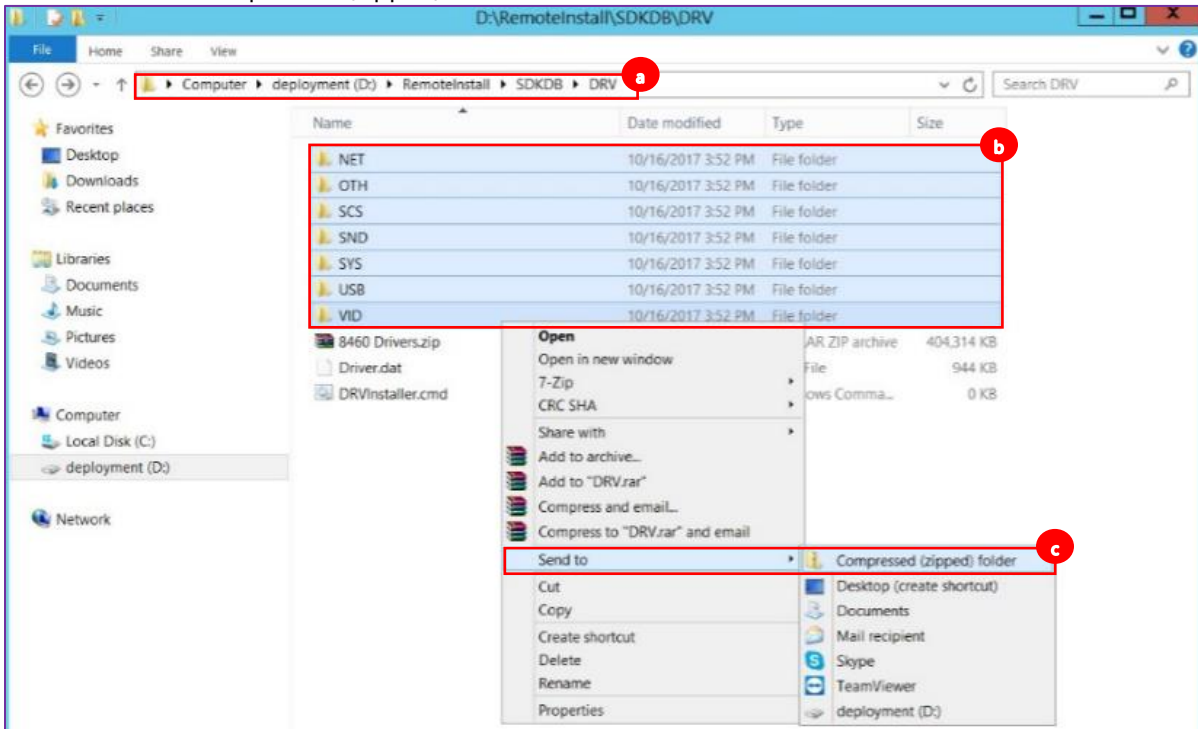 D:\RemoteInstall\SDKDB\DRV
File Home Share View
Computer deployment (D:) RemoteInstall SDKDB DRV a Search DRV
Favorites
Desktop
Downloads
Recent places
Libraries
Documents
Music
Pictures
Videos
Computer
Local Disk (C:)
deployment (D:)
Network
Name Date modified Type Size
b
NET 10/16/2017 3:52 PM File folder
OTH 10/16/2017 3:52 PM File folder
SCS 10/16/2017 3:52 PM File folder
SND 10/16/2017 3:52 PM File folder
SYS 10/16/2017 3:52 PM File folder
USB 10/16/2017 3:52 PM File folder
VID 10/16/2017 3:52 PM File folder
8460 Drivers.zip AR ZIP archive 404,314 KB
Driver.dat File 944 KB
DRVInstaller.cmd ows Comma... 0 KB
Open
Open in new window
7-Zip
CRC SHA
Share with
Add to archive...
Add to "DRV.rar"
Compress and email...
Compress to "DRV.rar" and email
Send to
Cut
Copy
Create shortcut
Delete
Rename
Properties
c
Compressed (zipped) folder
Desktop (create shortcut)
Documents
Mail recipient
Skype
TeamViewer
deployment (D:)